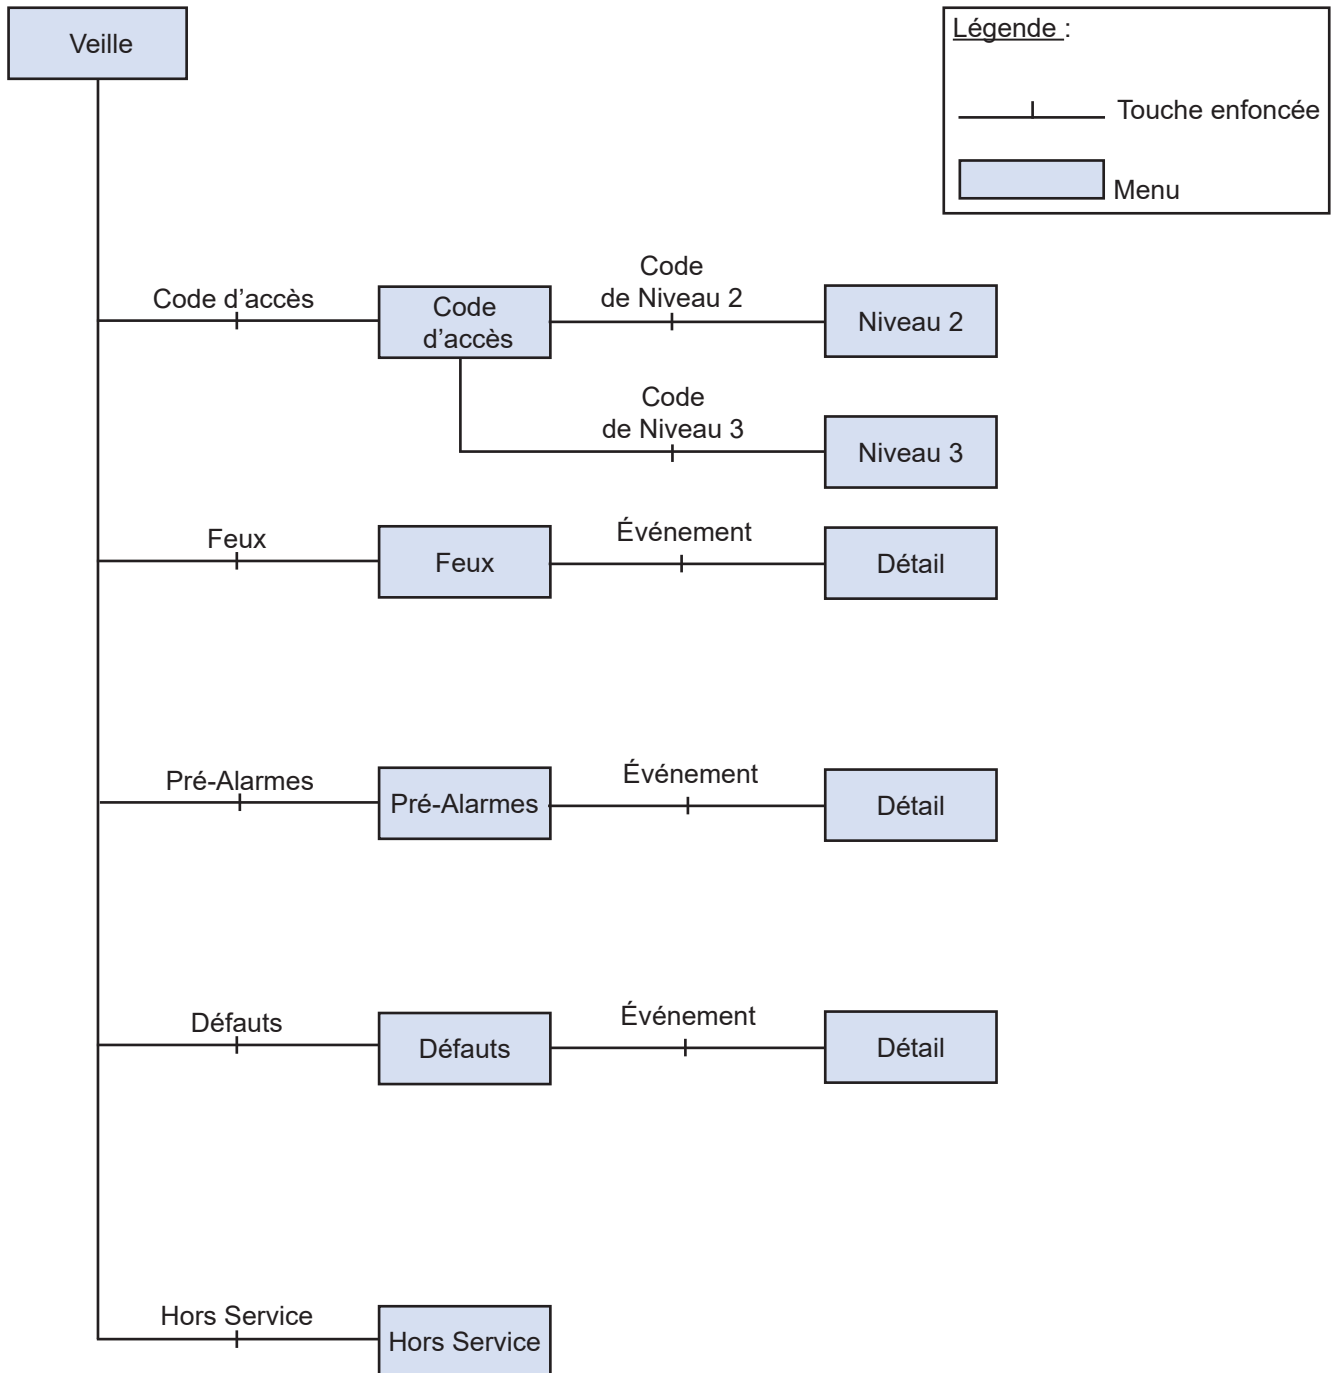 Veille
Légende :
Touche enfoncée
Menu
Code d’accès
Code
d’accès
Code
de Niveau 2
Niveau 2
Code
de Niveau 3
Niveau 3
Feux
Feux
Événement
Détail
Pré-Alarmes
Pré-Alarmes
Événement
Détail
Défauts
Défauts
Événement
Détail
Hors Service
Hors Service